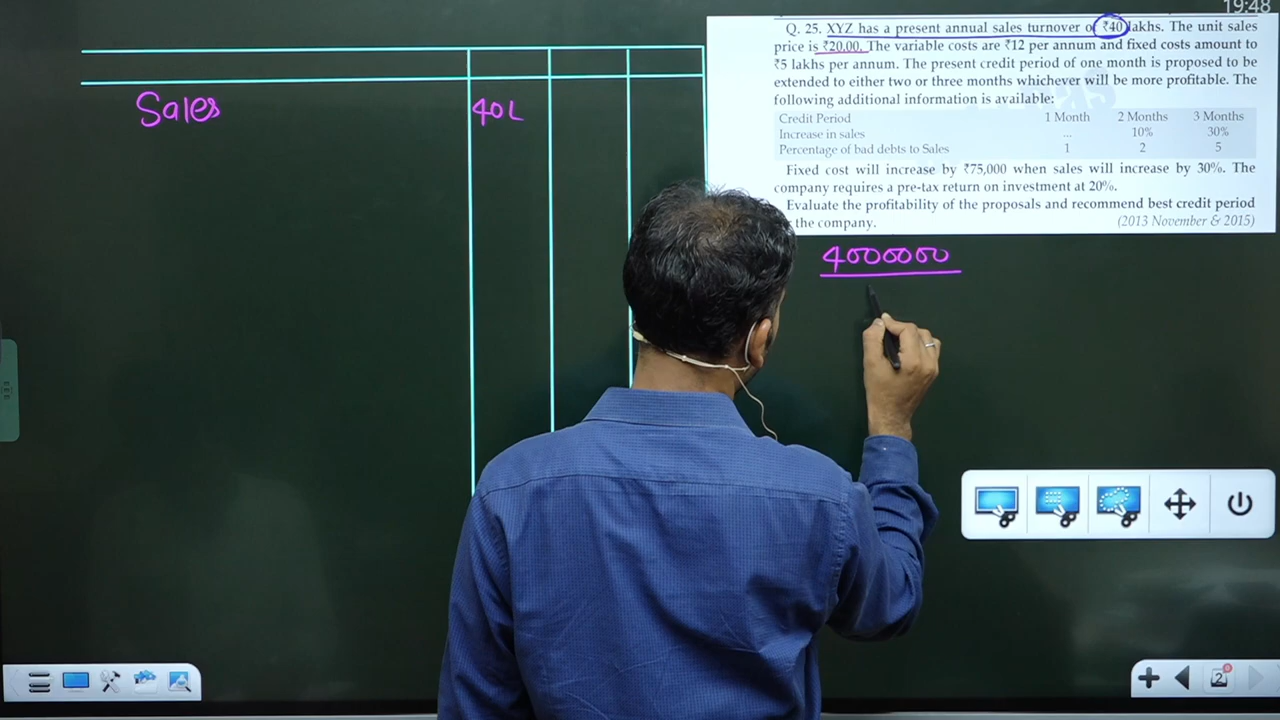 19:48
Q. 25. XYZ has a present annual sales turnover o ₹40 lakhs. The unit sales
price is ₹20.00. The variable costs are ₹12 per annum and fixed costs amount to
₹5 lakhs per annum. The present credit period of one month is proposed to be
extended to either two or three months whichever will be more profitable. The
following additional information is available:
Credit Period 1 Month 2 Months 3 Months
Increase in sales ... 10% 30%
Percentage of bad debts to Sales 1 2 5
Fixed cost will increase by ₹75,000 when sales will increase by 30%. The
company requires a pre-tax return on investment at 20%.
Evaluate the profitability of the proposals and recommend best credit period
the company. (2013 November & 2015)
Sales 40 L
4000000
2